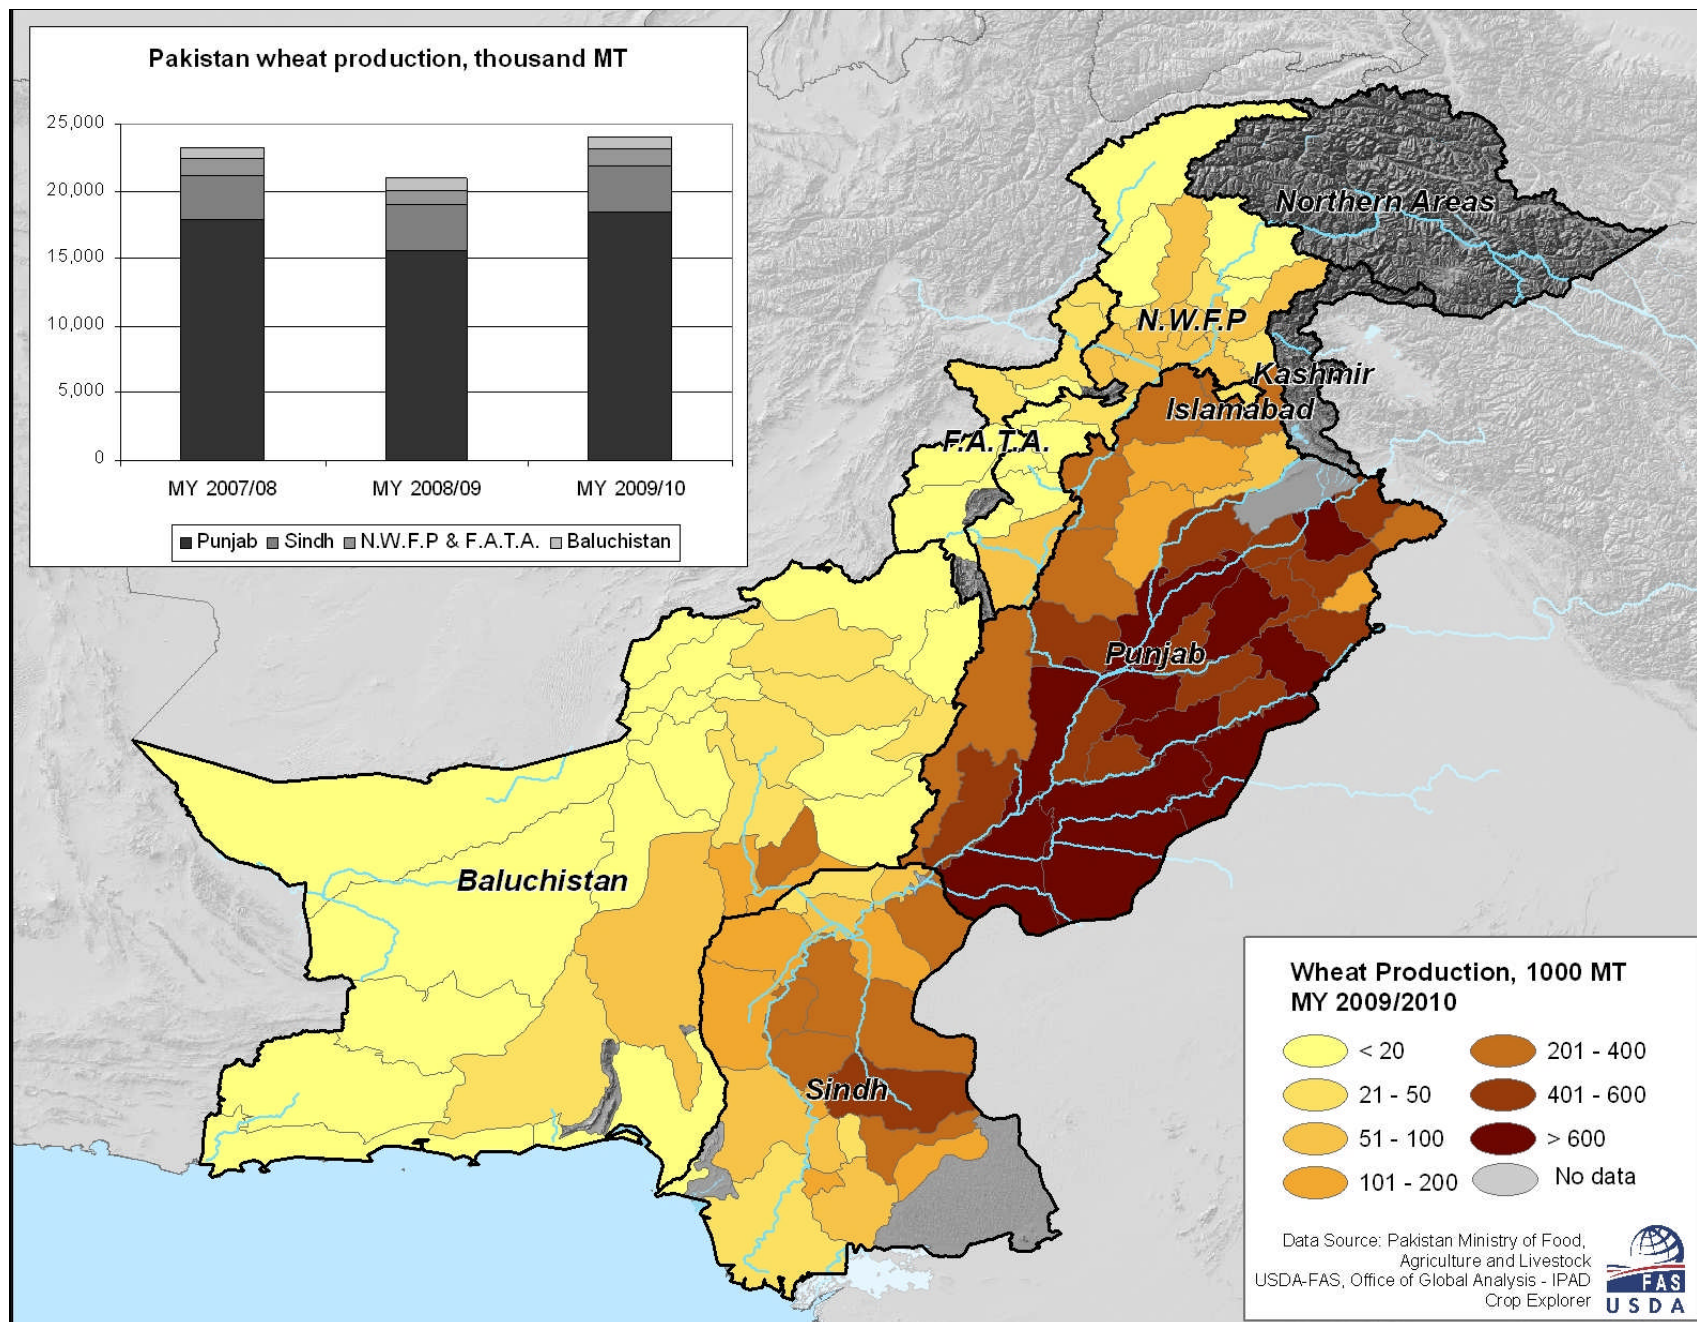 Pakistan wheat production, thousand MT
25,000
20,000
15,000
10,000
5,000
0
MY 2007/08
MY 2008/09
MY 2009/10
Punjab
Sindh
N.W.F.P & F.A.T.A.
Baluchistan
Northern Areas
N.W.F.P
Kashmir
Islamabad
F.A.T.A.
Punjab
Baluchistan
Sindh
Wheat Production, 1000 MT
MY 2009/2010
< 20
21 - 50
51 - 100
101 - 200
201 - 400
401 - 600
> 600
No data
Data Source: Pakistan Ministry of Food,
Agriculture and Livestock
USDA-FAS, Office of Global Analysis - IPAD
Crop Explorer
FAS
USDA